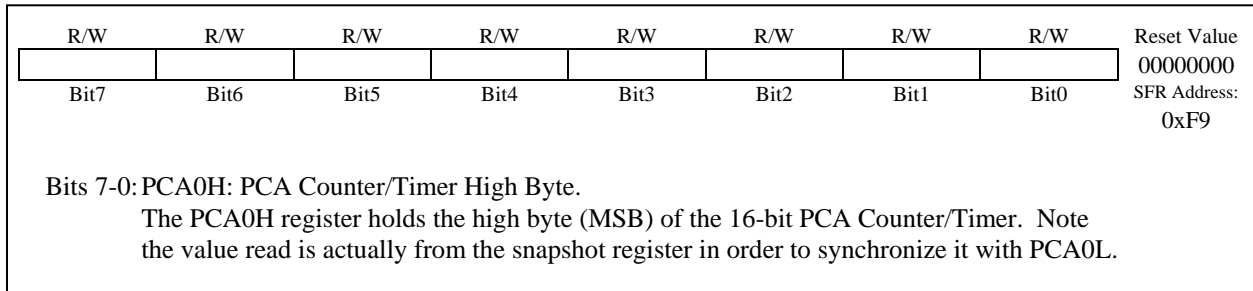 R/W R/W R/W R/W R/W R/W R/W R/W Reset Value
00000000
Bit7 Bit6 Bit5 Bit4 Bit3 Bit2 Bit1 Bit0 SFR Address:
0xF9
Bits 7-0: PCA0H: PCA Counter/Timer High Byte.
The PCA0H register holds the high byte (MSB) of the 16-bit PCA Counter/Timer. Note
the value read is actually from the snapshot register in order to synchronize it with PCA0L.